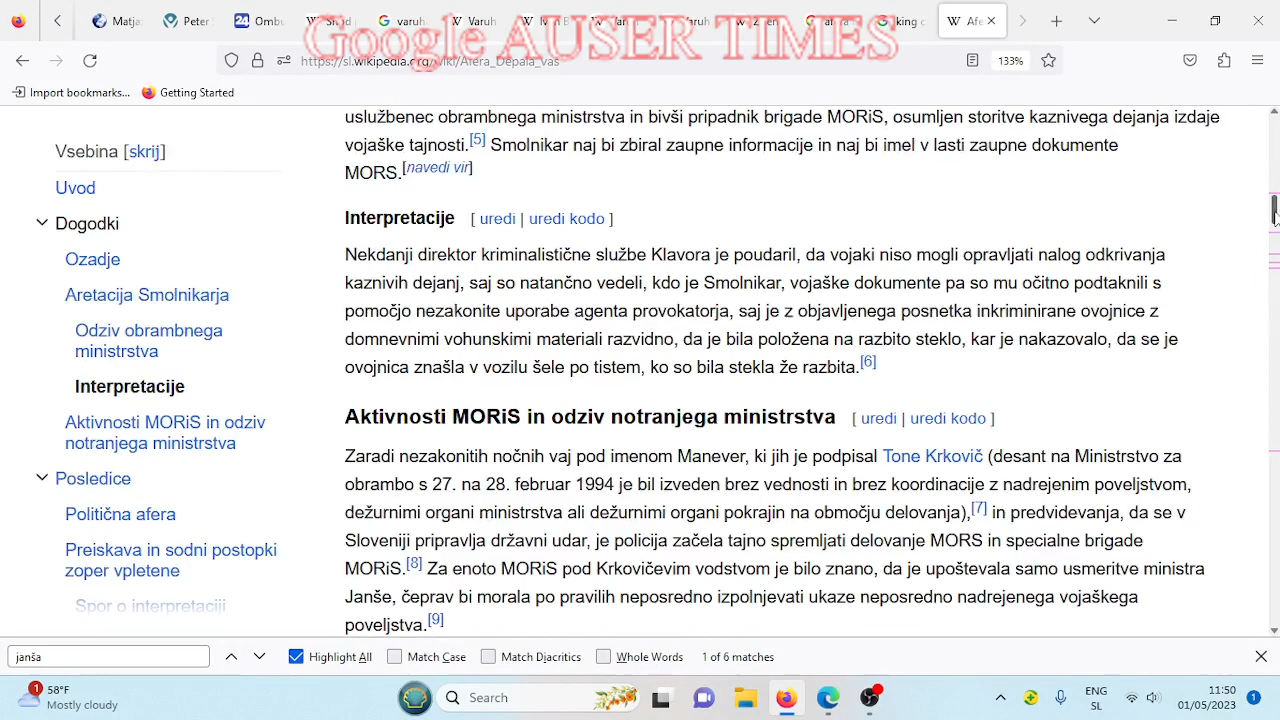 Matja
Peter
24
Ombu
varuh
Varuh
king c
Afe
Google AUSER TIMES
https://sl.wikipedia.org/wiki/Afera_Depala_vas
133%
Import bookmarks...
Getting Started
Vsebina [skrij]
Uvod
Dogodki
Ozadje
Aretacija Smolnikarja
Odziv obrambnega
ministrstva
Interpretacije
Aktivnosti MORiS in odziv
notranjega ministrstva
Posledice
Politična afera
Preiskava in sodni postopki
zoper vpletene
Spor o interpretaciji
uslužbenec obrambnega ministrstva in bivši pripadnik brigade MORiS, osumljen storitve kaznivega dejanja izdaje
vojaške tajnosti.[5] Smolnikar naj bi zbiral zaupne informacije in naj bi imel v lasti zaupne dokumente
MORS.[navedi vir]
Interpretacije [ uredi | uredi kodo ]
Nekdanji direktor kriminalistične službe Klavora je poudaril, da vojaki niso mogli opravljati nalog odkrivanja
kaznivih dejanj, saj so natančno vedeli, kdo je Smolnikar, vojaške dokumente pa so mu očitno podtaknili s
pomočjo nezakonite uporabe agenta provokatorja, saj je z objavljenega posnetka inkriminirane ovojnice z
domnevnimi vohunskimi materiali razvidno, da je bila položena na razbito steklo, kar je nakazovalo, da se je
ovojnica znašla v vozilu šele po tistem, ko so bila stekla že razbita.[6]
Aktivnosti MORiS in odziv notranjega ministrstva [ uredi | uredi kodo ]
Zaradi nezakonitih nočnih vaj pod imenom Manever, ki jih je podpisal Tone Krkovič (desant na Ministrstvo za
obrambo s 27. na 28. februar 1994 je bil izveden brez vednosti in brez koordinacije z nadrejenim poveljstvom,
dežurnimi organi ministrstva ali dežurnimi organi pokrajin na območju delovanja),[7] in predvidevanja, da se v
Sloveniji pripravlja državni udar, je policija začela tajno spremljati delovanje MORS in specialne brigade
MORiS.[8] Za enoto MORiS pod Krkovičevim vodstvom je bilo znano, da je upoštevala samo usmeritve ministra
Janše, čeprav bi morala po pravilih neposredno izpolnjevati ukaze neposredno nadrejenega vojaškega
poveljstva.[9]
janša
Highlight All
Match Case
Match Diacritics
Whole Words
1 of 6 matches
1
58°F
Mostly cloudy
Search
ENG
SL
11:50
01/05/2023
1